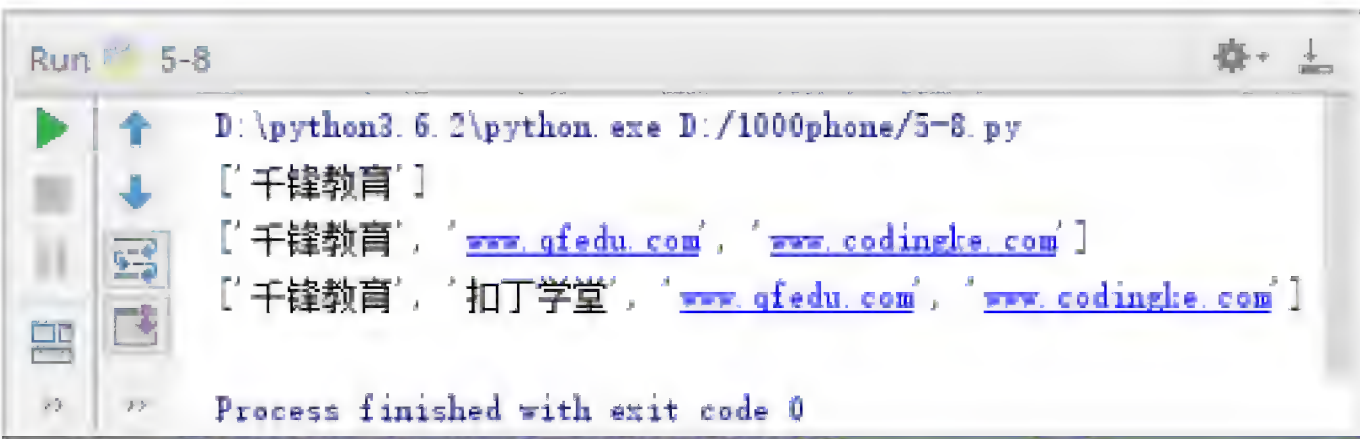 Run 5-8
D:\python3.6.2\python.exe D:/1000phone/5-8.py
['千锋教育']
['千锋教育', 'www.qfedu.com', 'www.codingke.com']
['千锋教育', '扣丁学堂', 'www.qfedu.com', 'www.codingke.com']
Process finished with exit code 0